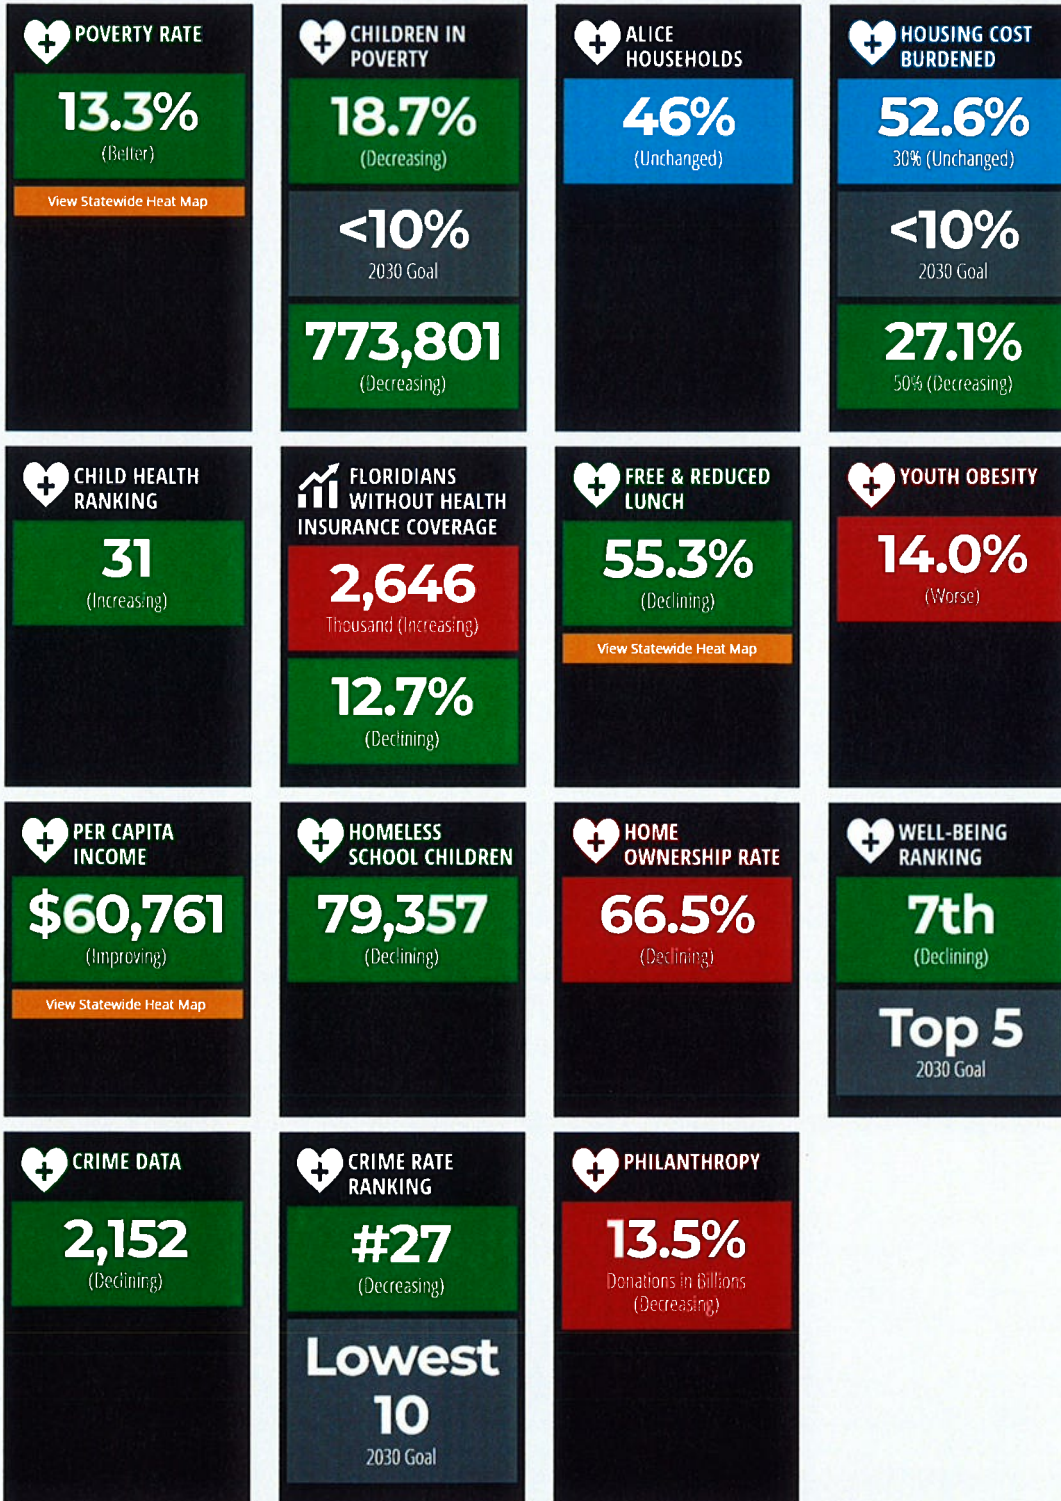 POVERTY RATE
13.3%
(Better)
View Statewide Heat Map
CHILDREN IN
POVERTY
18.7%
(Decreasing)
<10%
2030 Goal
773,801
(Decreasing)
ALICE
HOUSEHOLDS
46%
(Unchanged)
HOUSING COST
BURDENED
52.6%
30% (Unchanged)
<10%
2030 Goal
27.1%
50% (Decreasing)
CHILD HEALTH
RANKING
31
(Increasing)
FLORIDIANS
WITHOUT HEALTH
INSURANCE COVERAGE
2,646
Thousand (Increasing)
12.7%
(Declining)
FREE & REDUCED
LUNCH
55.3%
(Declining)
View Statewide Heat Map
YOUTH OBESITY
14.0%
(Worse)
PER CAPITA
INCOME
$60,761
(Improving)
View Statewide Heat Map
HOMELESS
SCHOOL CHILDREN
79,357
(Declining)
HOME
OWNERSHIP RATE
66.5%
(Declining)
WELL-BEING
RANKING
7th
(Declining)
Top 5
2030 Goal
CRIME DATA
2,152
(Declining)
CRIME RATE
RANKING
#27
(Decreasing)
Lowest
10
2030 Goal
PHILANTHROPY
13.5%
Donations in Billions
(Decreasing)